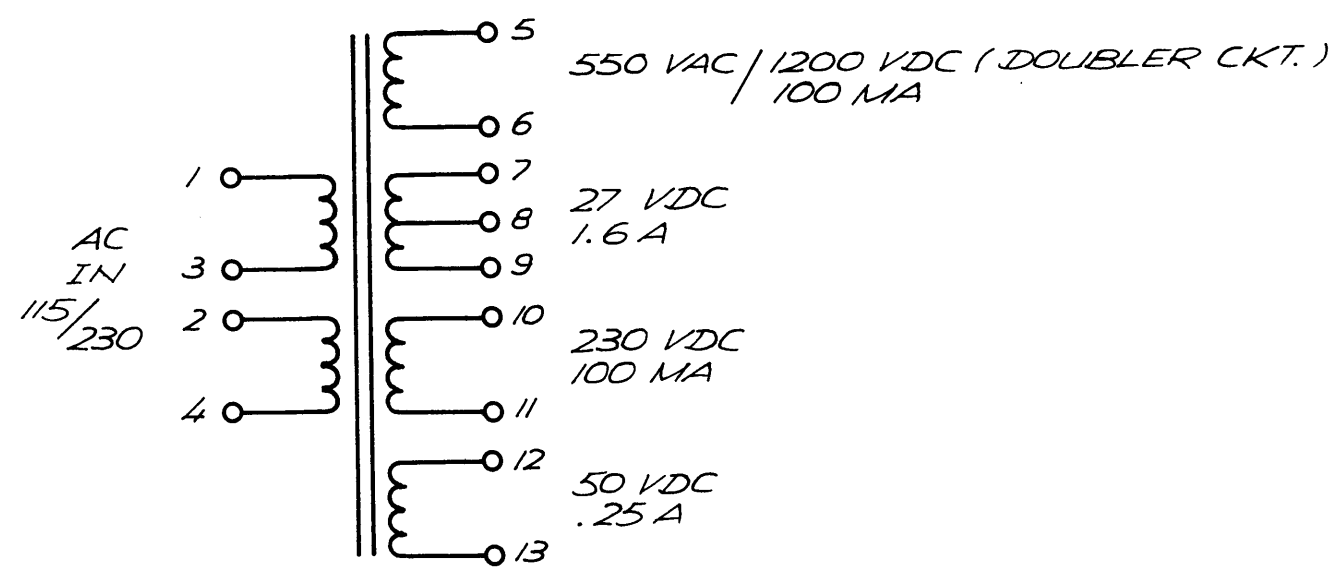 5
550 VAC/1200 VDC (DOUBLER CKT.)
100 MA
6
1
7
27 VDC
8
1.6 A
AC
3
9
IN
2
10
115/230
230 VDC
100 MA
4
11
12
50 VDC
.25 A
13